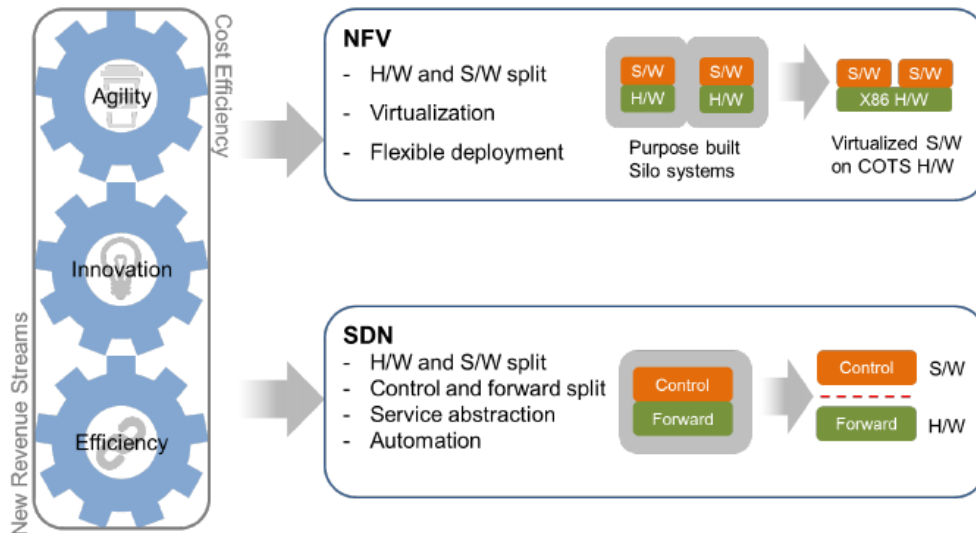 Cost Efficiency
Agility
Innovation
Efficiency
New Revenue Streams
NFV
- H/W and S/W split
- Virtualization
- Flexible deployment
S/W S/W
H/W H/W
Purpose built
Silo systems
S/W S/W
X86 H/W
Virtualized S/W
on COTS H/W
SDN
- H/W and S/W split
- Control and forward split
- Service abstraction
- Automation
Control
Forward
Control S/W
Forward H/W